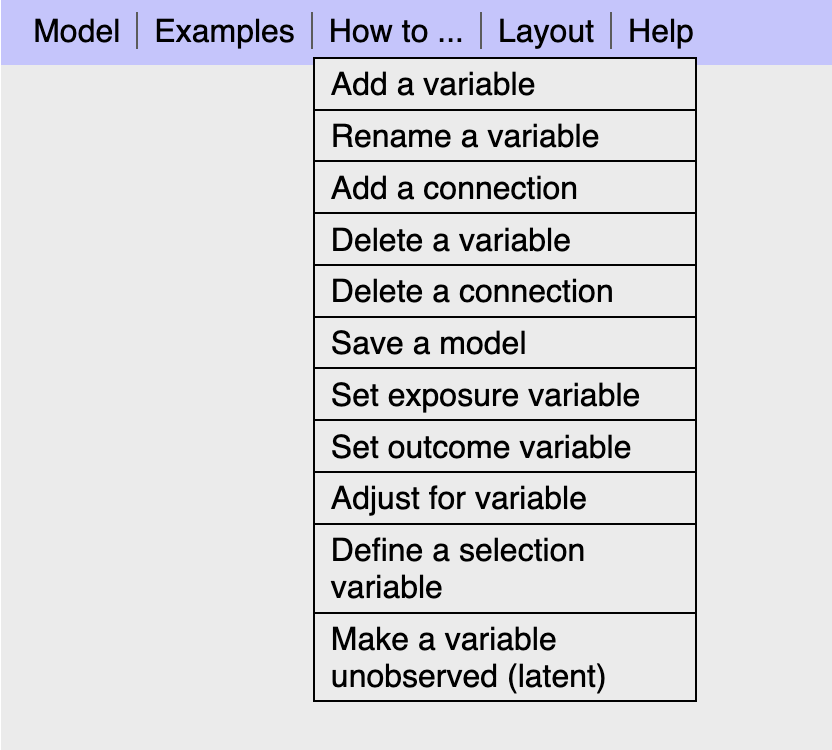 Model | Examples | How to ... | Layout | Help
Add a variable
Rename a variable
Add a connection
Delete a variable
Delete a connection
Save a model
Set exposure variable
Set outcome variable
Adjust for variable
Define a selection
variable
Make a variable
unobserved (latent)